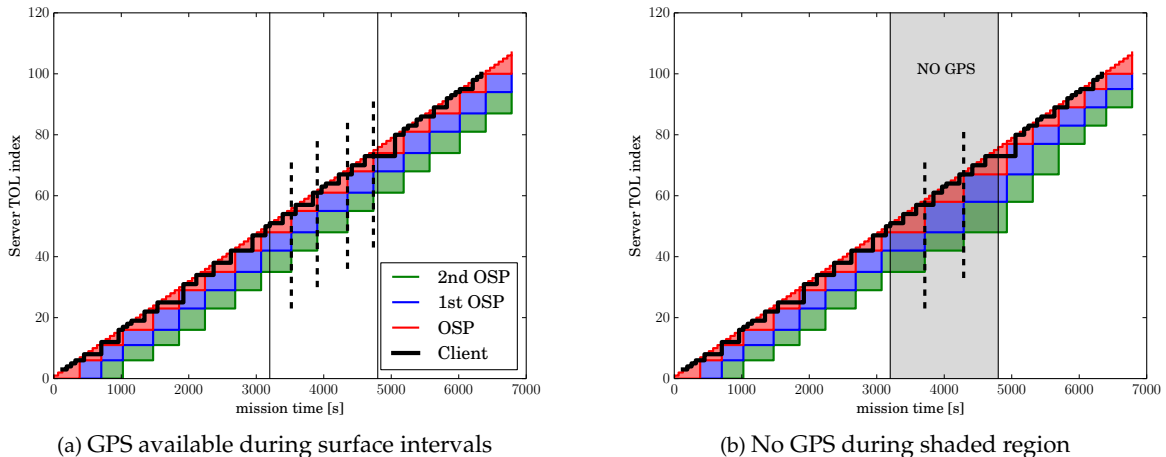 120
100
80
60
40
20
0
Server TOL index
0 1000 2000 3000 4000 5000 6000 7000
mission time [s]
2nd OSP
1st OSP
OSP
Client
(a) GPS available during surface intervals
120
100
80
60
40
20
0
Server TOL index
NO GPS
0 1000 2000 3000 4000 5000 6000 7000
mission time [s]
(b) No GPS during shaded region